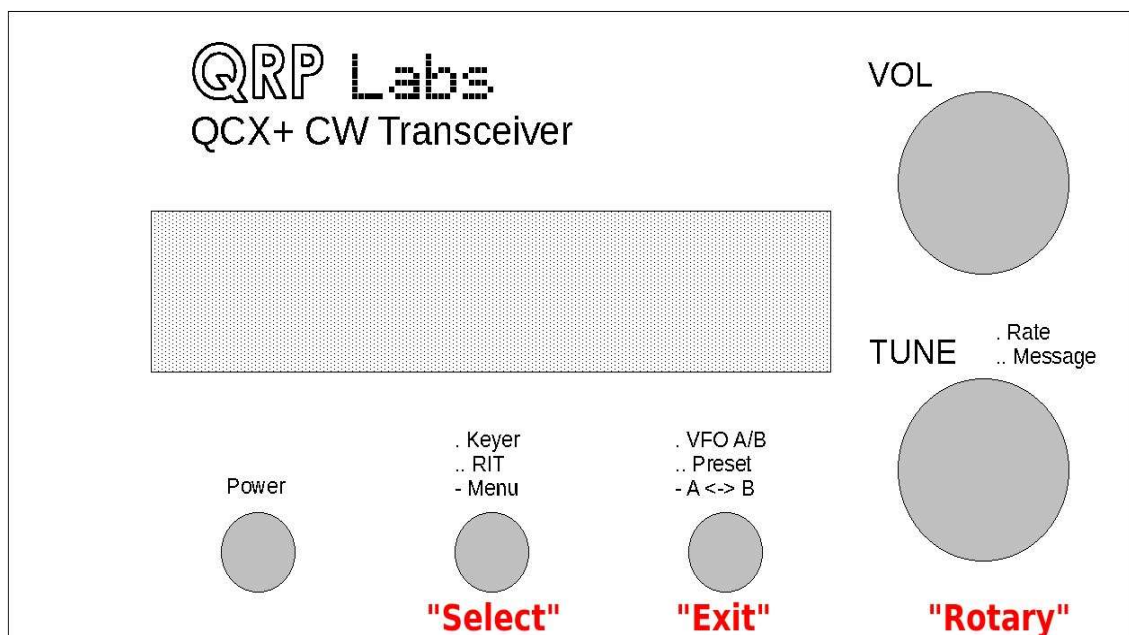 QRP Labs
QCX+ CW Transceiver
VOL
TUNE
. Rate
.. Message
Power
. Keyer
.. RIT
- Menu
. VFO A/B
.. Preset
- A <-> B
"Select"
"Exit"
"Rotary"